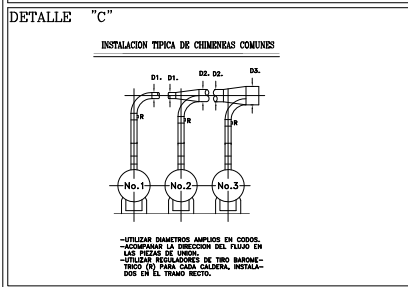 DETALLE "C"
INSTALACION TIPICA DE CHIMENEAS COMUNES
D1. D1. D2. D2. D3.
R R R
No.1 No.2 No.3
-UTILIZAR DIAMETROS AMPLIOS EN CODOS.
-ACOMPAÑAR LA DIRECCION DEL FLUJO EN
LAS PIEZAS DE UNION.
-UTILIZAR REGULADORES DE TIRO BAROME-
TRICO (R) PARA CADA CALDERA, INSTALA-
DOS EN EL TRAMO RECTO.